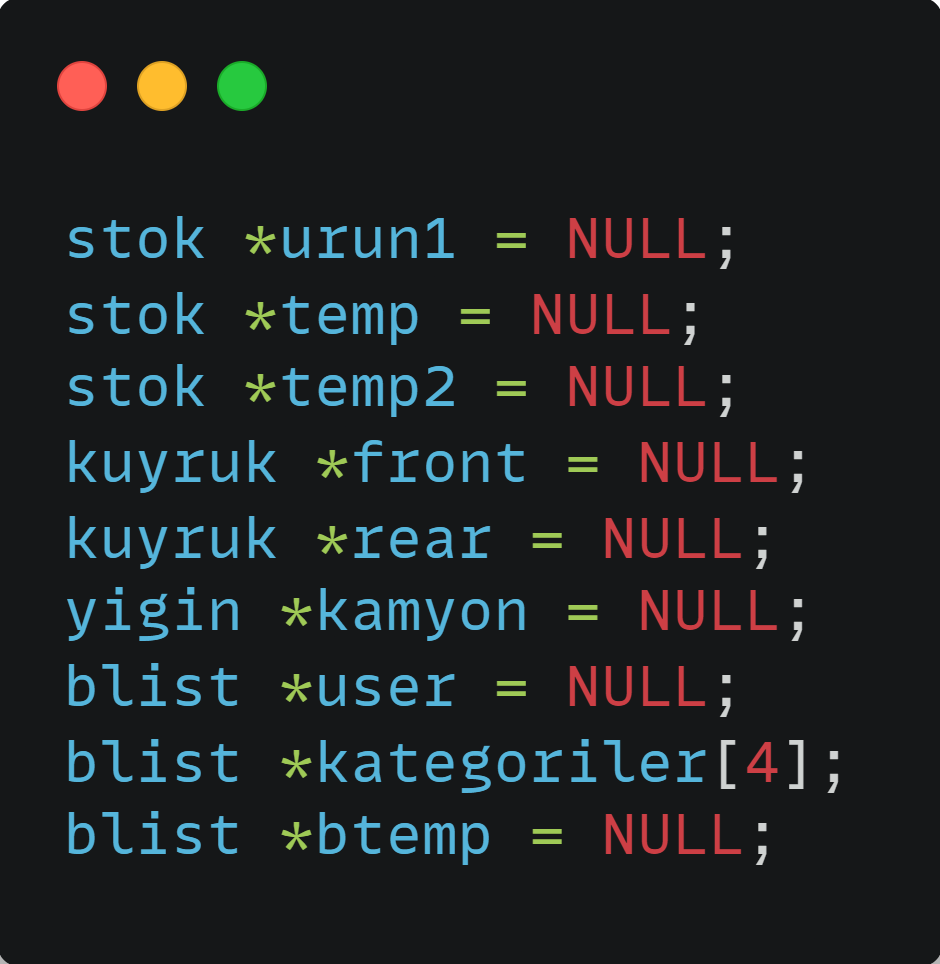 stok *urun1 = NULL;
stok *temp = NULL;
stok *temp2 = NULL;
kuyruk *front = NULL;
kuyruk *rear = NULL;
yigin *kamyon = NULL;
blist *user = NULL;
blist *kategoriler[4];
blist *btemp = NULL;